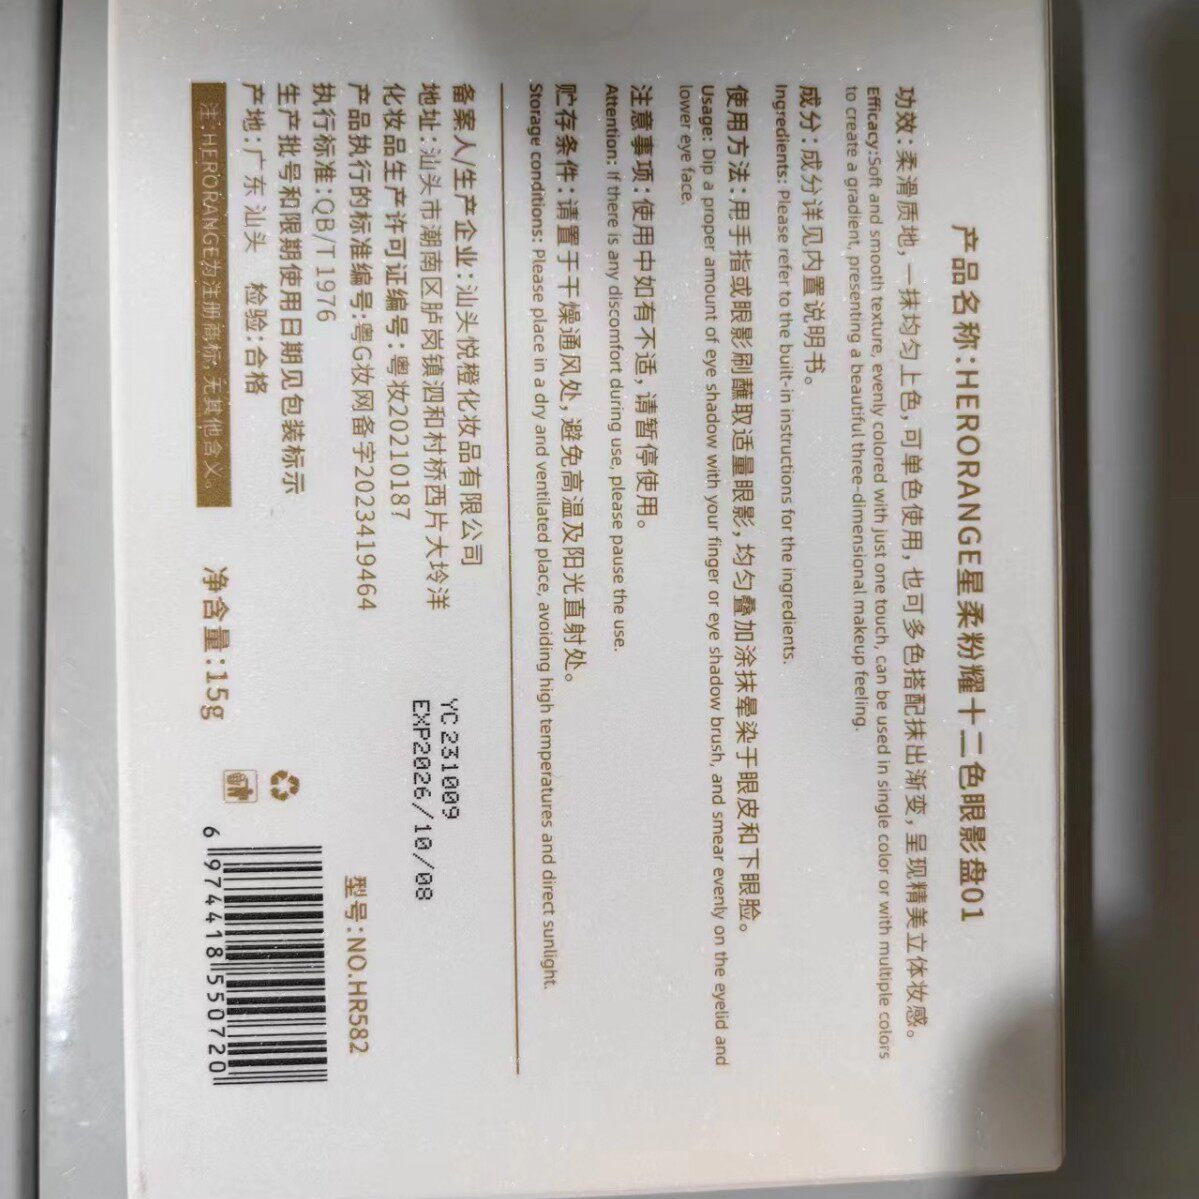 产品名称:HERORANGE星柔粉耀十二色眼影盘01
功效:柔滑质地,一抹均匀上色,可单色使用,也可多色搭配抹出渐变,呈现精美立体妆感。
Efficacy:Soft and smooth texture, evenly colored with just one touch, can be used in single color or with multiple colors
to create a gradient, presenting a beautiful three-dimensional makeup feeling.
成分:成分详见内置说明书。
Ingredients: Please refer to the built-in instructions for the ingredients.
使用方法:用手指或眼影刷蘸取适量眼影,均匀叠加涂抹晕染于眼皮和下眼脸。
Usage: Dip a proper amount of eye shadow with your finger or eye shadow brush, and smear evenly on the eyelid and
lower eye face.
注意事项:使用中如有不适,请暂停使用。
Attention: If there is any discomfort during use, please pause the use.
贮存条件:请置于干燥通风处,避免高温及阳光直射处。
Storage conditions: Please place in a dry and ventilated place, avoiding high temperatures and direct sunlight.
备案人/生产企业:汕头悦橙化妆品有限公司
地址:汕头市潮南区胪岗镇泗和村桥西片大坽洋
化妆品生产许可证编号:粤妆20210187
产品执行的标准编号:粤G妆网备字2023419464
执行标准:QB/T 1976
生产批号和限期使用日期见包装标示
产地:广东汕头 检验:合格
注:HERORANGE为注册商标,无其他含义。
净含量:15g
YC 231009
EXP2026/10/08
型号:NO.HR582
6 974418 550720